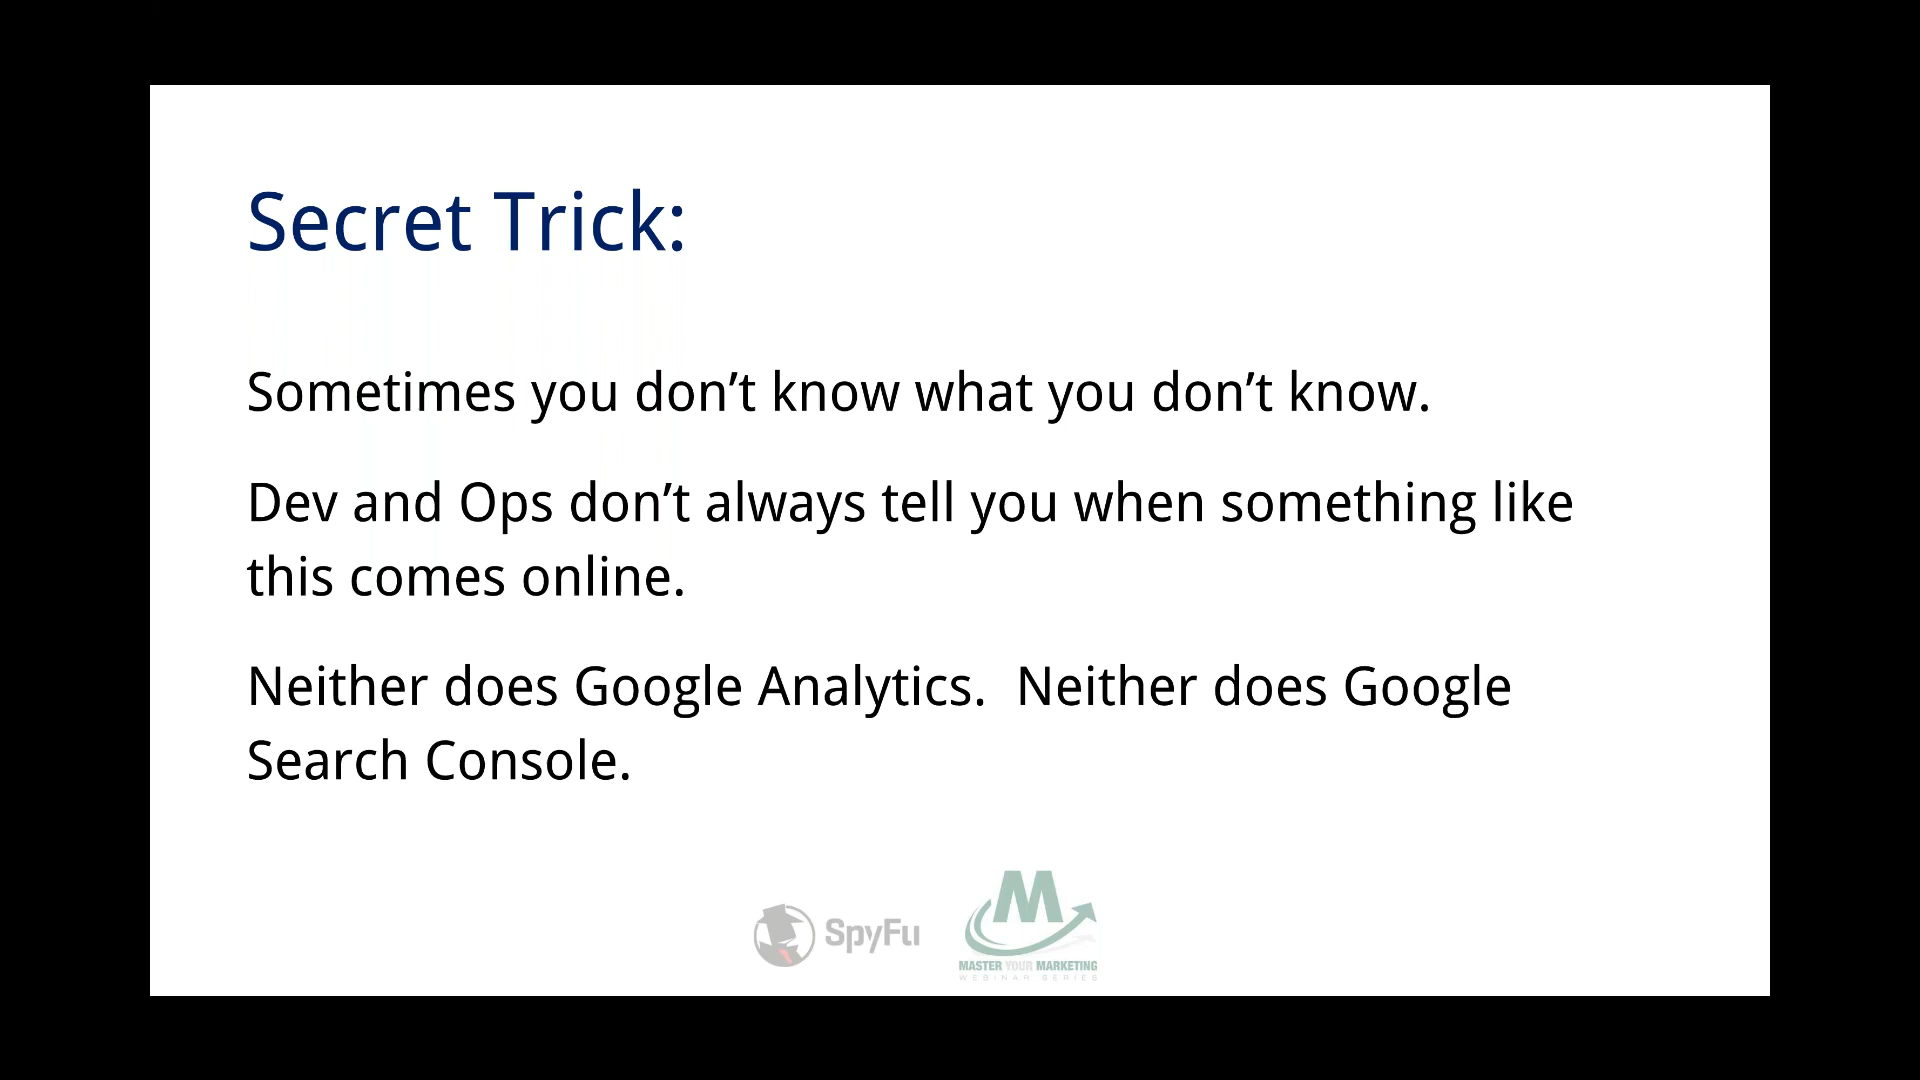 Secret Trick:
Sometimes you don’t know what you don’t know.
Dev and Ops don’t always tell you when something like
this comes online.
Neither does Google Analytics.  Neither does Google
Search Console.
SpyFu
M
MASTER YOUR MARKETING
WEBINAR SERIES